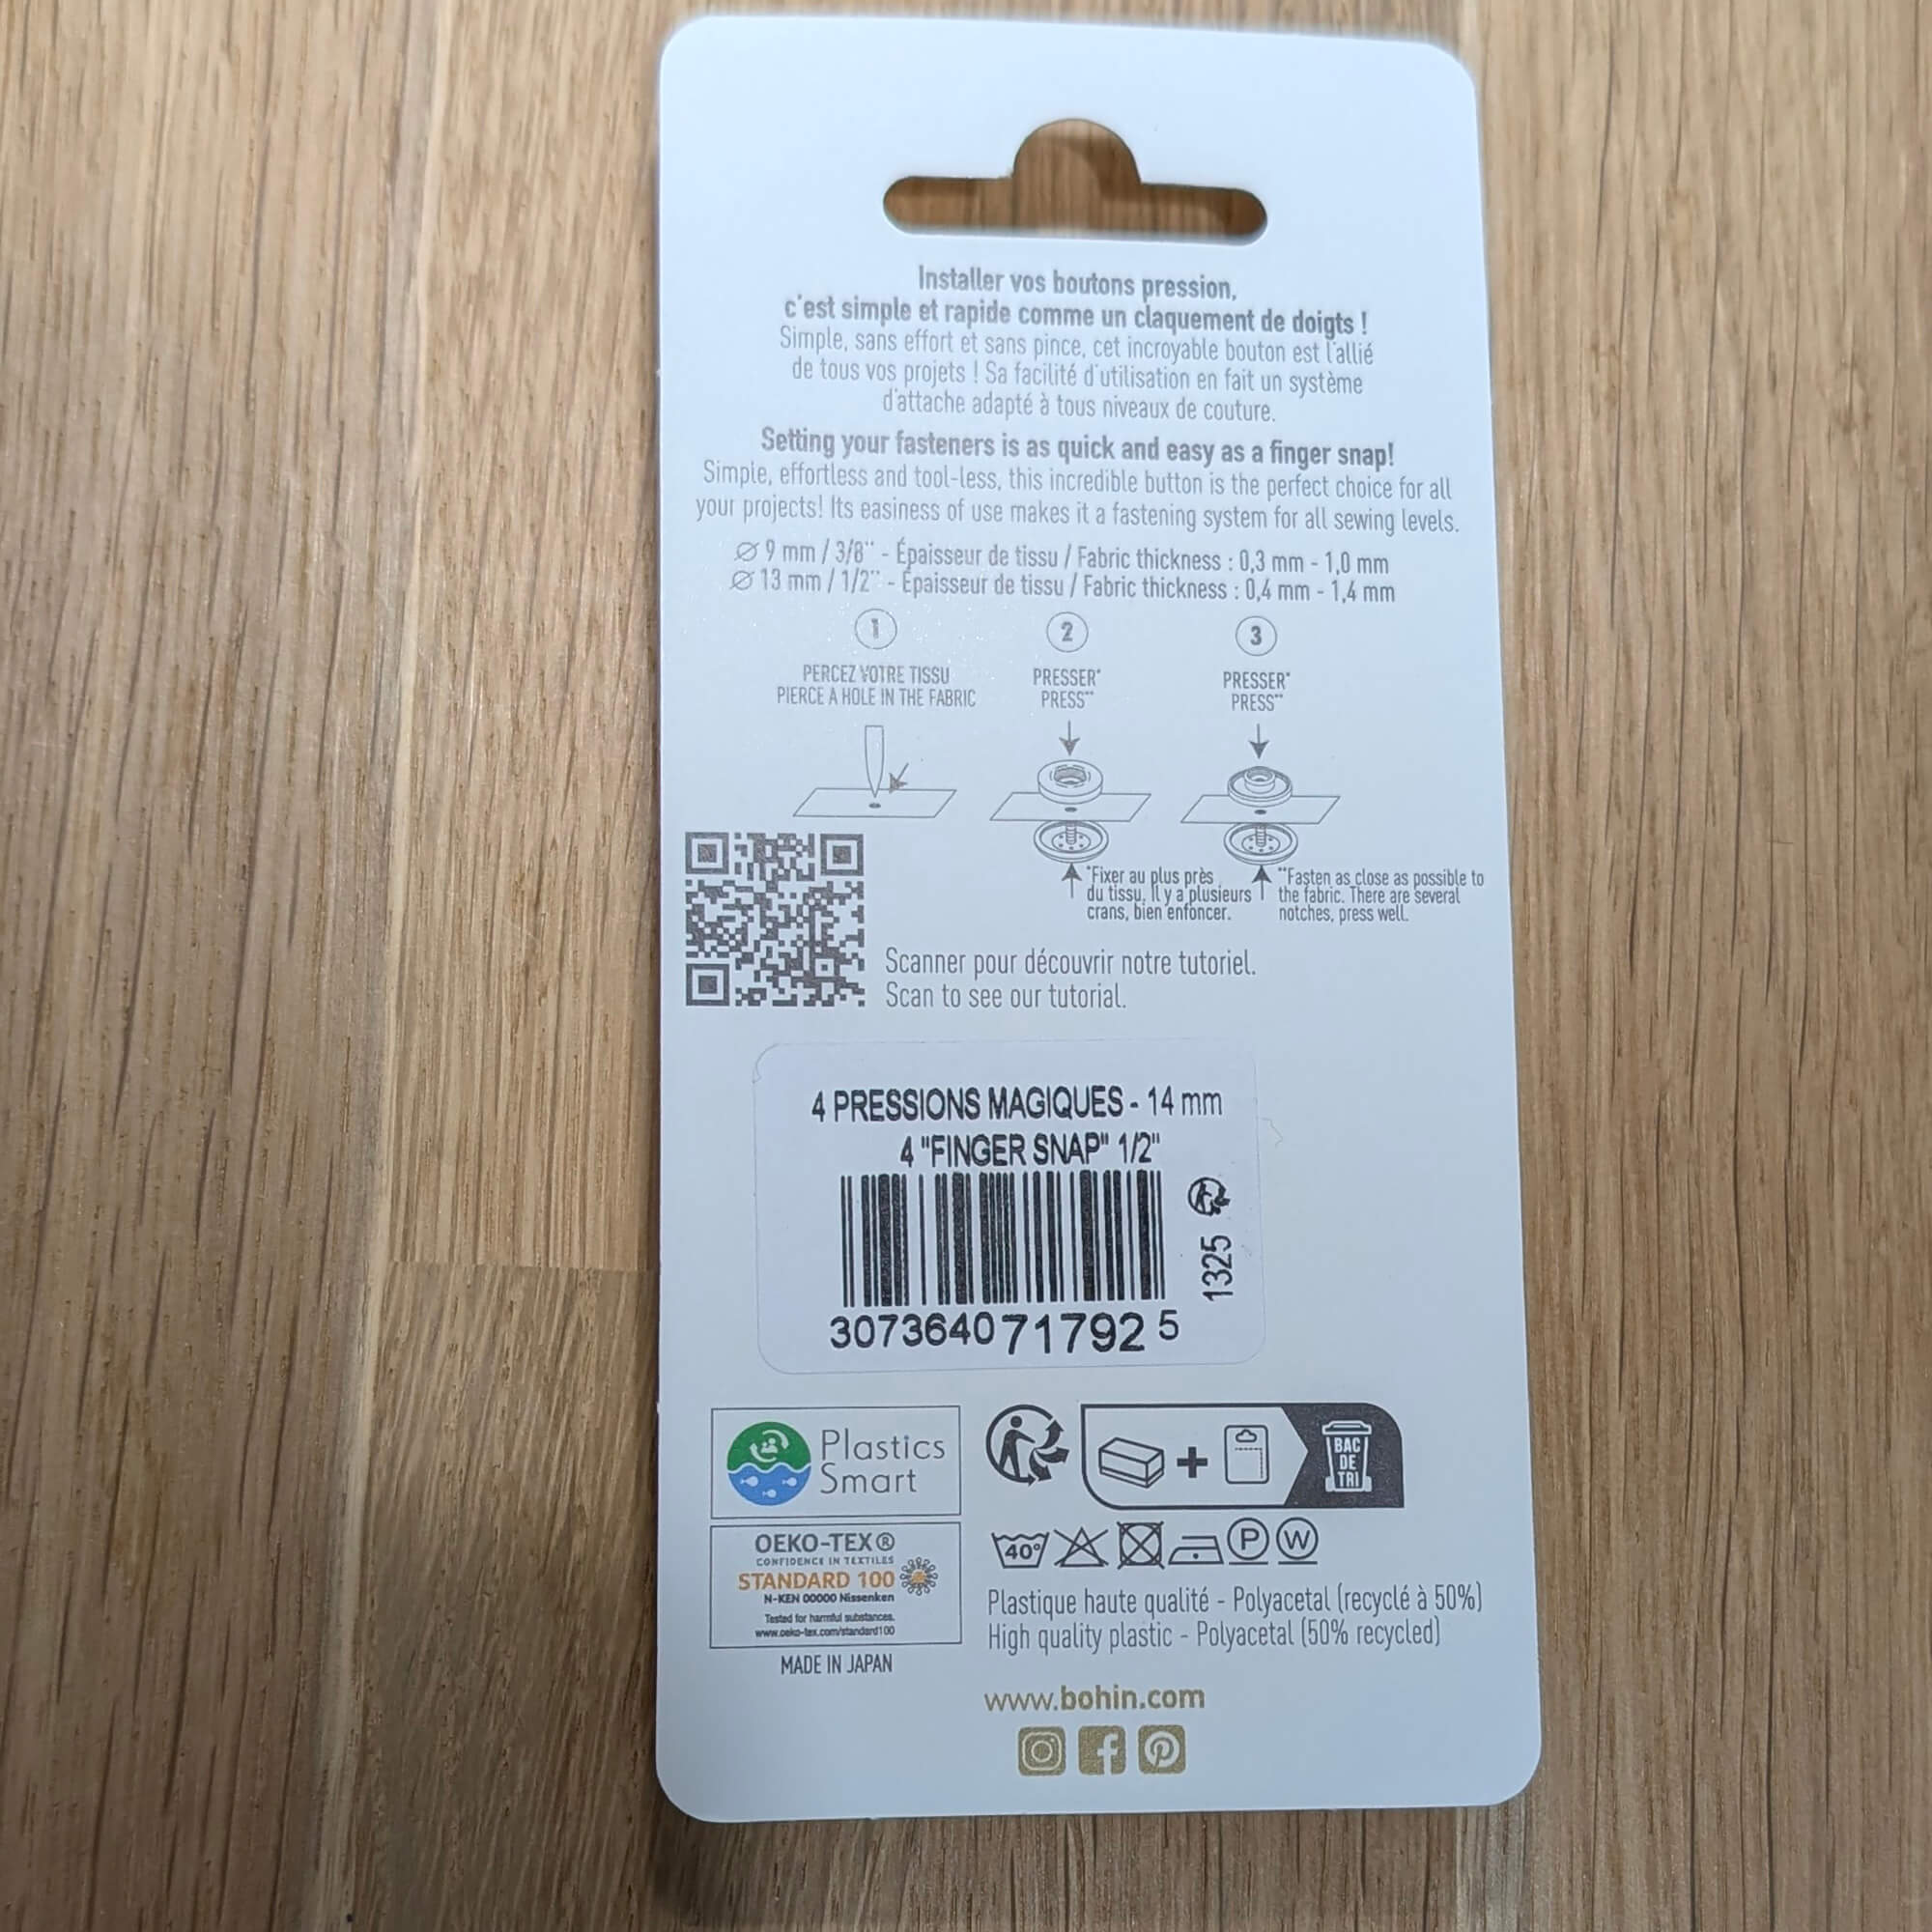 Installer vos boutons pression,
c'est simple et rapide comme un claquement de doigts !
Simple, sans effort et sans pince, cet incroyable bouton est l'allié
de tous vos projets ! Sa facilité d'utilisation en fait un système
d'attache adapté à tous niveaux de couture.
Setting your fasteners is as quick and easy as a finger snap!
Simple, effortless and tool-less, this incredible button is the perfect choice for all
your projects! Its easiness of use makes it a fastening system for all sewing levels.
⌀ 9 mm / 3/8" - Épaisseur de tissu / Fabric thickness : 0,3 mm - 1,0 mm
⌀ 13 mm / 1/2" - Épaisseur de tissu / Fabric thickness : 0,4 mm - 1,4 mm
1
PERCEZ VOTRE TISSU
PIERCE A HOLE IN THE FABRIC
2
PRESSER*
PRESS**
3
PRESSER*
PRESS**
*Fixer au plus près
du tissu. Il y a plusieurs
crans, bien enfoncer.
**Fasten as close as possible to
the fabric. There are several
notches, press well.
Scanner pour découvrir notre tutoriel.
Scan to see our tutorial.
4 PRESSIONS MAGIQUES - 14 mm
4 "FINGER SNAP" 1/2"
1325
3073640717925
Plastics
Smart
BAC
DE
TRI
OEKO-TEX®
CONFIDENCE IN TEXTILES
STANDARD 100
N-KEN 00000 Nissenken
Tested for harmful substances.
www.oeko-tex.com/standard100
MADE IN JAPAN
40° P W
Plastique haute qualité - Polyacetal (recyclé à 50%)
High quality plastic - Polyacetal (50% recycled)
www.bohin.com